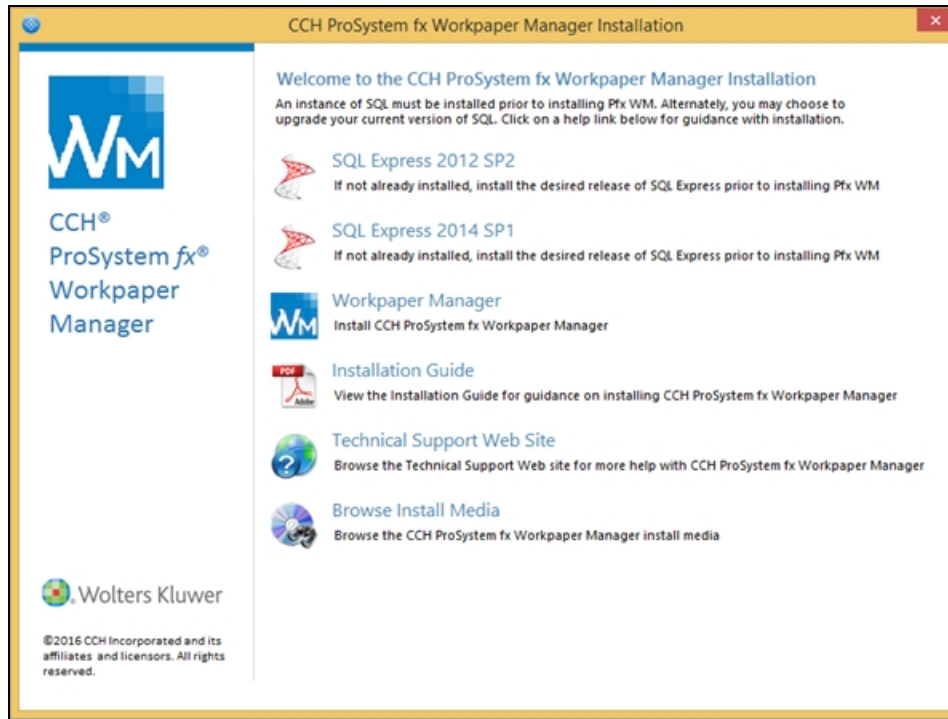 CCH ProSystem fx Workpaper Manager Installation
WM
CCH®
ProSystem fx®
Workpaper
Manager
Wolters Kluwer
©2016 CCH Incorporated and its
affiliates and licensors. All rights
reserved.
Welcome to the CCH ProSystem fx Workpaper Manager Installation
An instance of SQL must be installed prior to installing Pfx WM. Alternately, you may choose to
upgrade your current version of SQL. Click on a help link below for guidance with installation.
SQL Express 2012 SP2
If not already installed, install the desired release of SQL Express prior to installing Pfx WM
SQL Express 2014 SP1
If not already installed, install the desired release of SQL Express prior to installing Pfx WM
WM
Workpaper Manager
Install CCH ProSystem fx Workpaper Manager
PDF
Adobe
Installation Guide
View the Installation Guide for guidance on installing CCH ProSystem fx Workpaper Manager
?
Technical Support Web Site
Browse the Technical Support Web site for more help with CCH ProSystem fx Workpaper Manager
Browse Install Media
Browse the CCH ProSystem fx Workpaper Manager install media